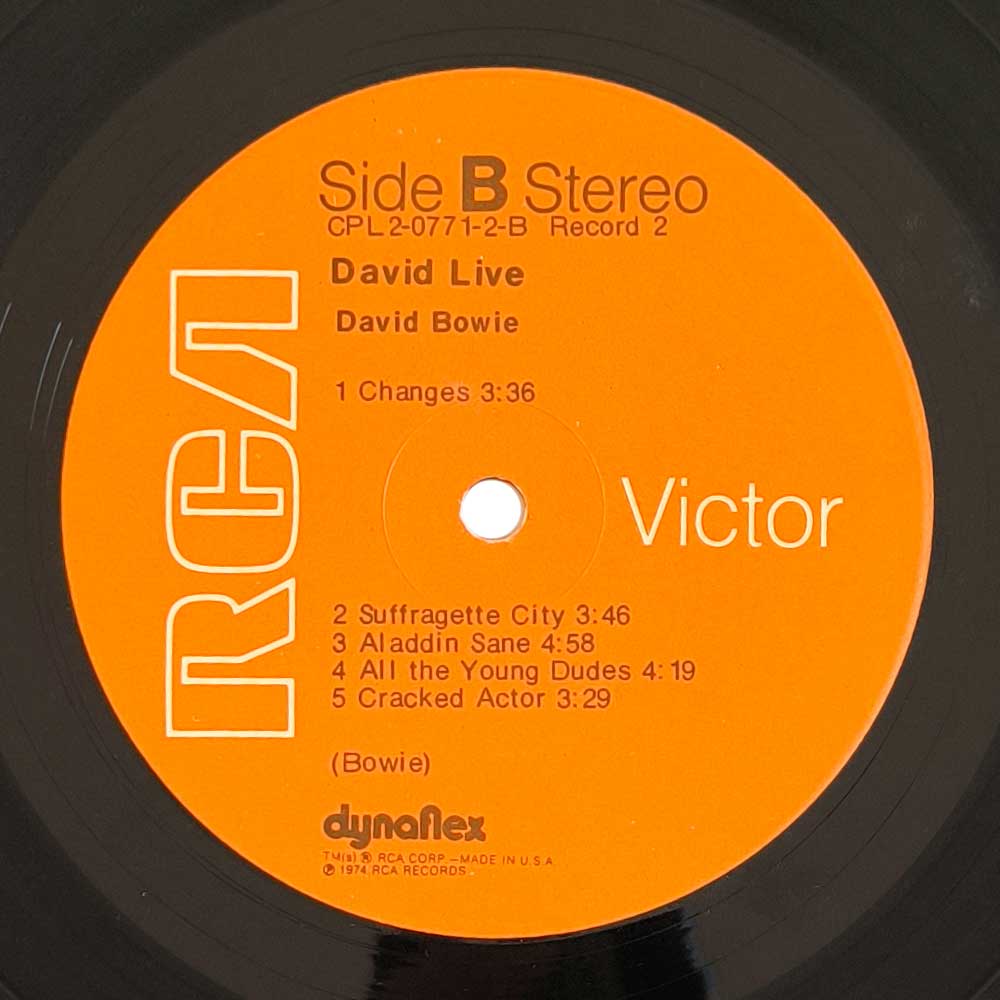 Side B Stereo
CPL 2-0771-2-B Record 2
David Live
David Bowie
1 Changes 3:36
RCA
Victor
2 Suffragette City 3:46
3 Aladdin Sane 4:58
4 All the Young Dudes 4:19
5 Cracked Actor 3:29
(Bowie)
dynaflex
TM(s) ® RCA CORP.—MADE IN U.S.A
℗ 1974 RCA RECORDS